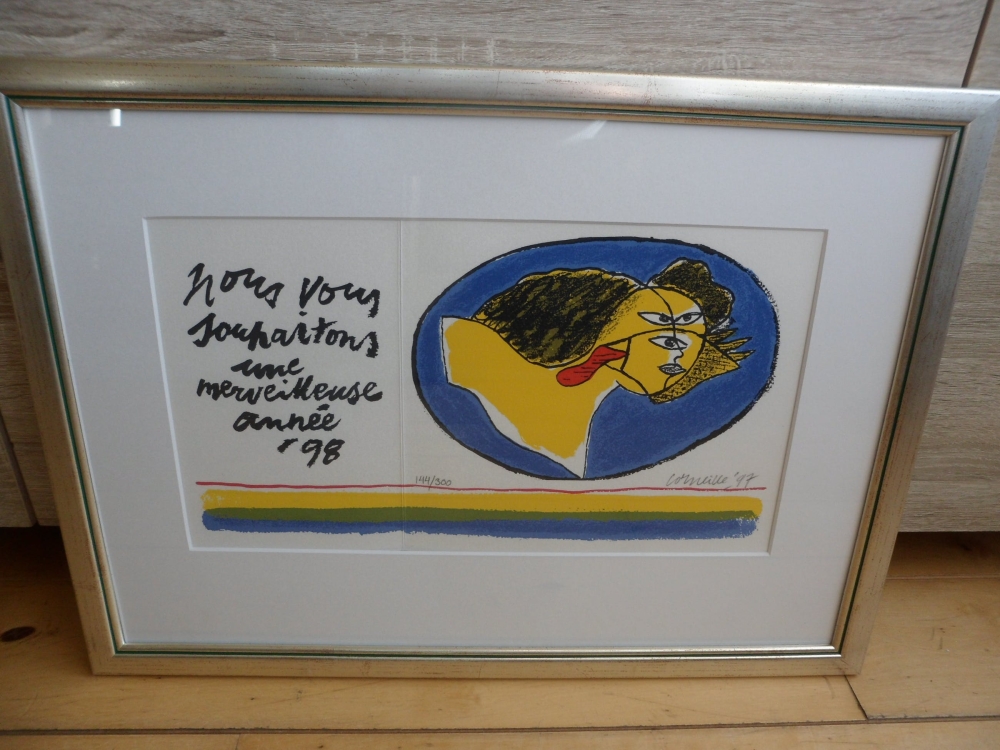 nous vous
souhaitons
une
merveilleuse
année
'98
144/300
Corneille '97